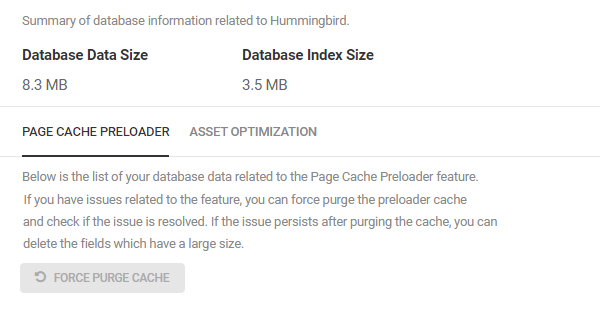 Summary of database information related to Hummingbird.
Database Data Size Database Index Size
8.3 MB 3.5 MB
PAGE CACHE PRELOADER ASSET OPTIMIZATION
Below is the list of your database data related to the Page Cache Preloader feature.
If you have issues related to the feature, you can force purge the preloader cache
and check if the issue is resolved. If the issue persists after purging the cache, you can
delete the fields which have a large size.
FORCE PURGE CACHE